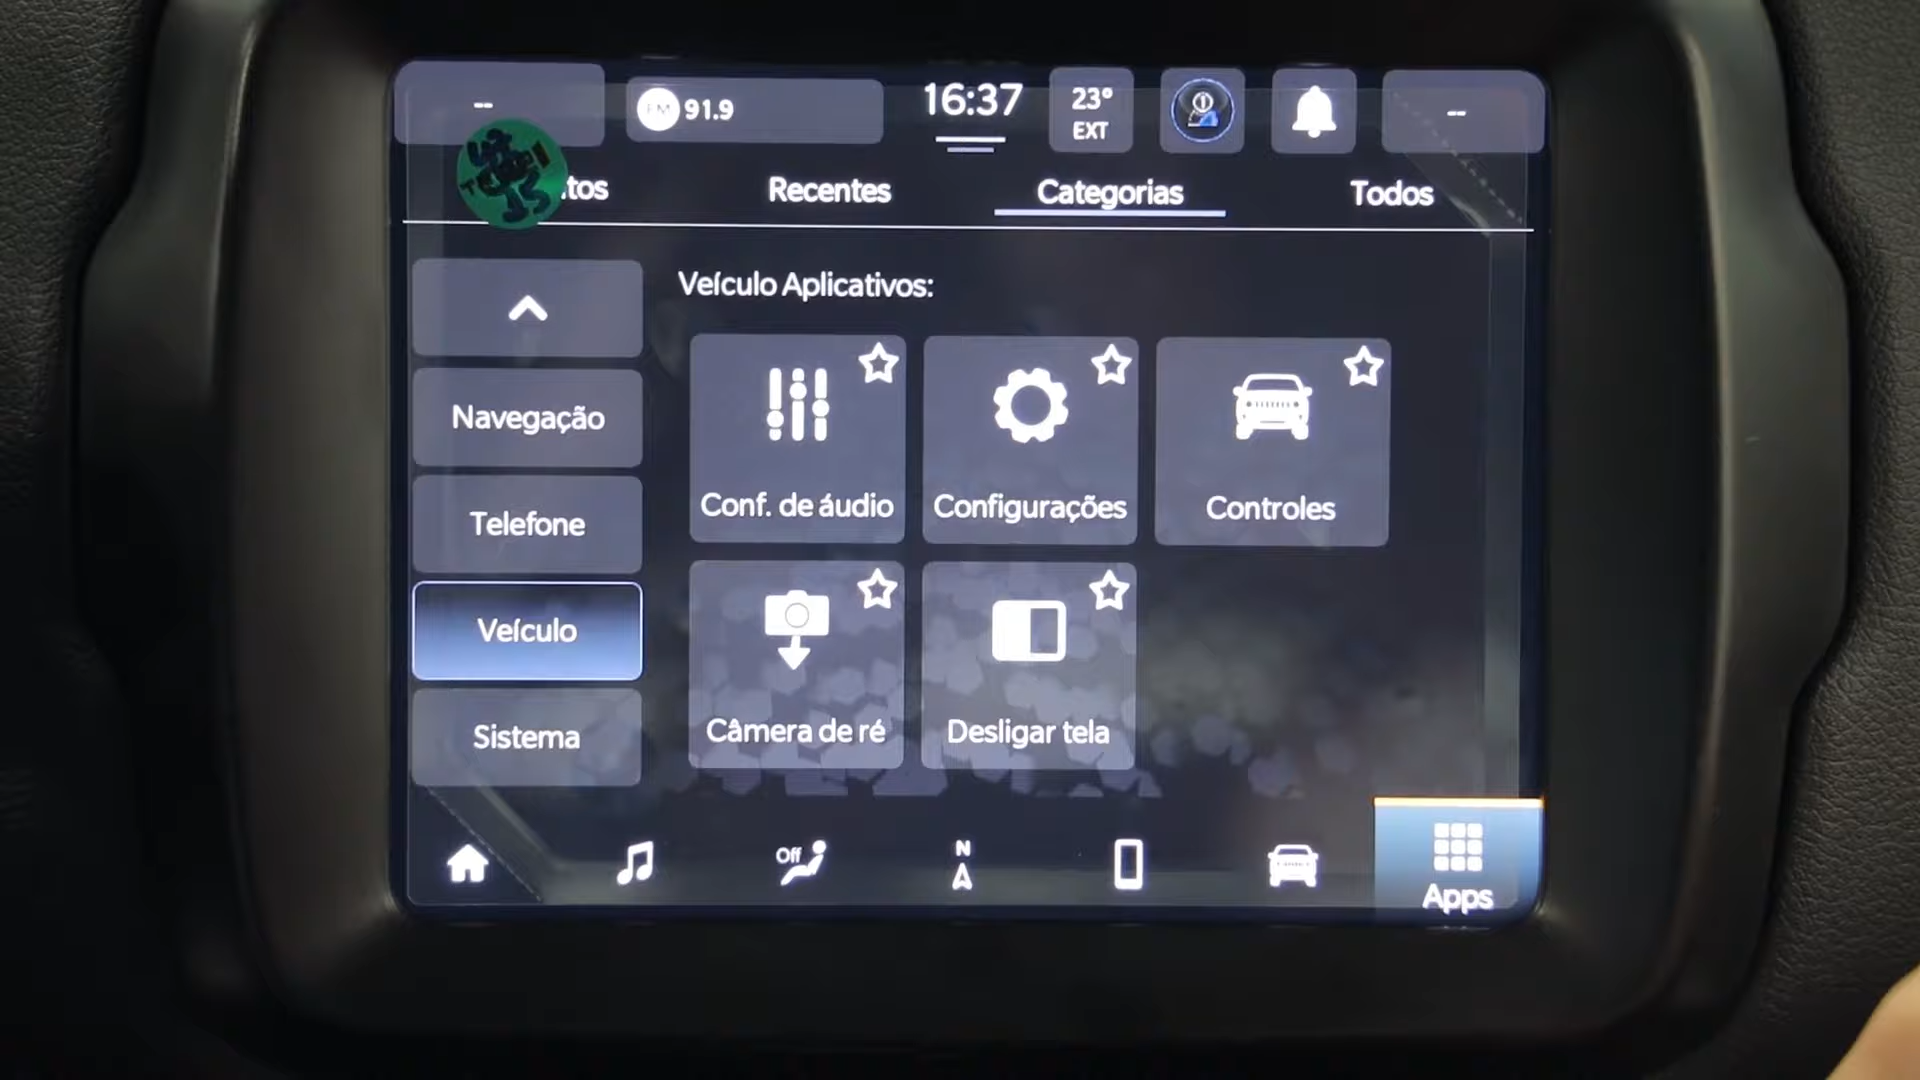 --
FM 91.9
16:37
23°
EXT
--
Recentes
Categorias
Todos
Veículo Aplicativos:
Navegação
Telefone
Veículo
Sistema
Conf. de áudio
Configurações
Controles
Câmera de ré
Desligar tela
Off
N
Apps